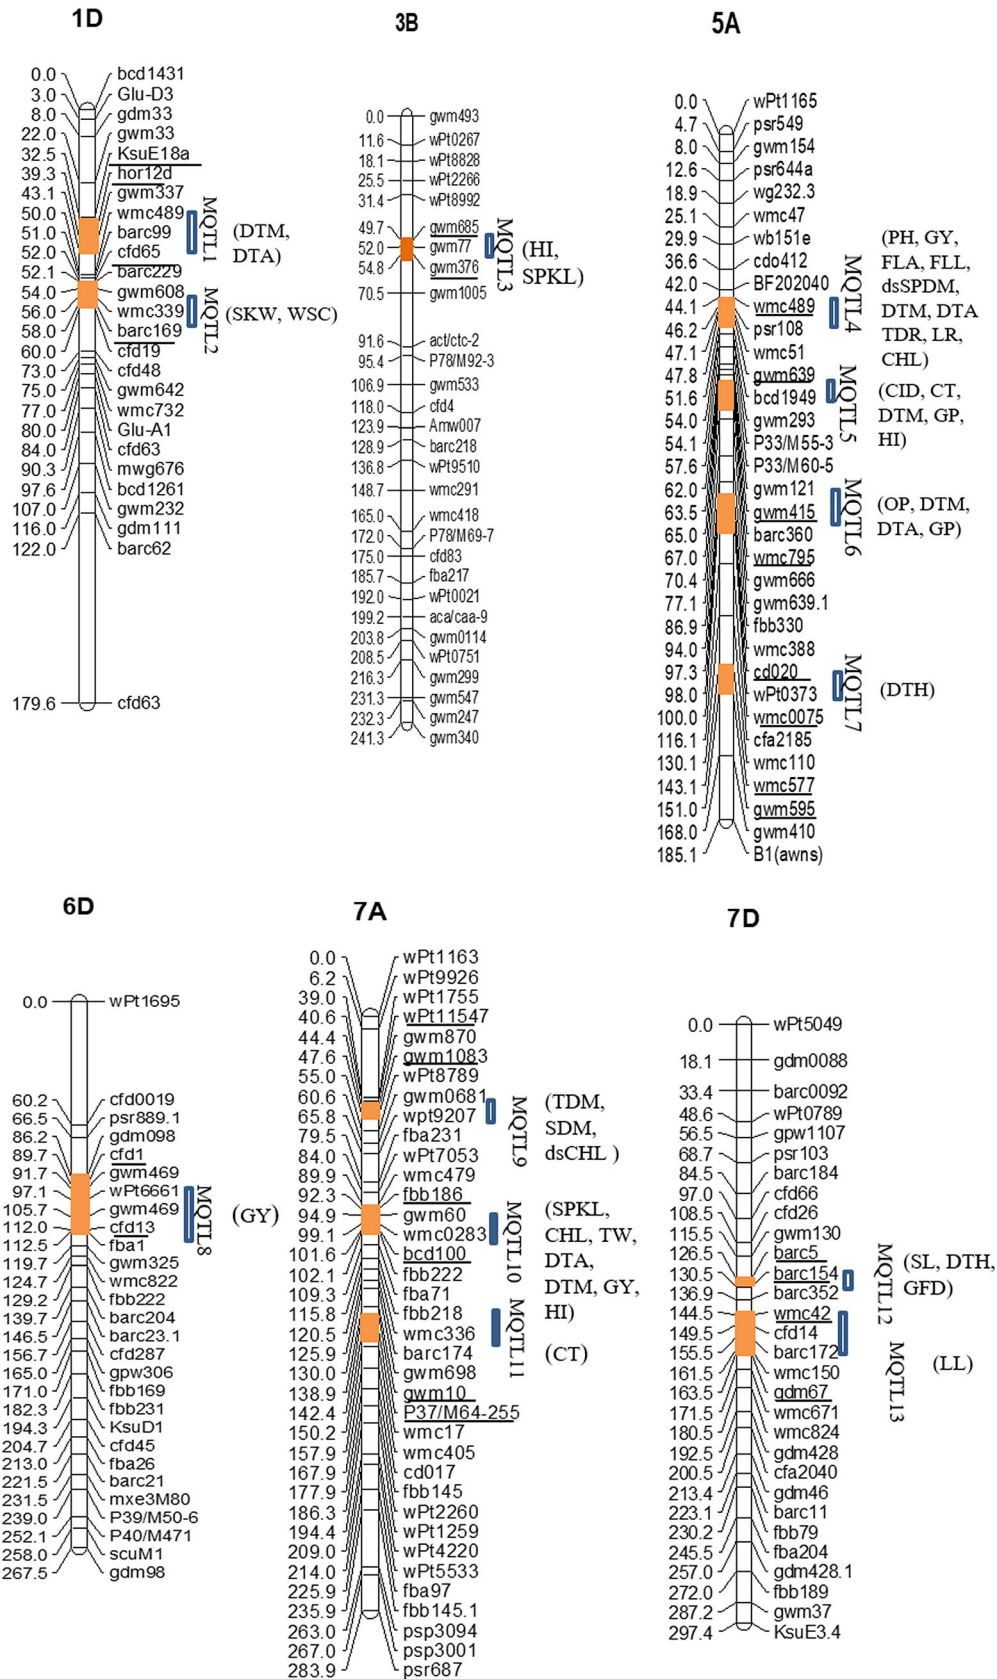 1D
0.0 bcd1431
3.0 Glu-D3
8.0 gdm33
22.0 gwm33
32.5 KsuE18a
39.3 hor12d
43.1 gwm337
50.0 wmc489
51.0 barc99
52.0 cfd65
52.1 barc229
54.0 gwm608
56.0 wmc339
58.0 barc169
60.0 cfd19
73.0 cfd48
75.0 gwm642
77.0 wmc732
80.0 Glu-A1
84.0 cfd63
90.3 mwg676
97.6 bcd1261
107.0 gwm232
116.0 gdm111
122.0 barc62
179.6 cfd63
MQTL1
(DTM,
DTA)
MQTL2
(SKW, WSC)
3B
0.0 gwm493
11.6 wPt0267
18.1 wPt8828
25.5 wPt2266
31.4 wPt8992
49.7 gwm685
52.0 gwm77
54.8 gwm376
70.5 gwm1005
91.6 act/ctc-2
95.4 P78/M92-3
106.9 gwm533
118.0 cfd4
123.9 Amw007
128.9 barc218
136.8 wPt9510
148.7 wmc291
165.0 wmc418
172.0 P78/M69-7
175.0 cfd83
185.7 fba217
192.0 wPt0021
199.2 aca/caa-9
203.8 gwm0114
208.5 wPt0751
216.3 gwm299
231.3 gwm547
232.3 gwm247
241.3 gwm340
MQTL3
(HI,
SPKL)
5A
0.0 wPt1165
4.7 psr549
8.0 gwm154
12.6 psr644a
18.9 wg232.3
25.1 wmc47
29.9 wb151e
36.6 cdo412
42.0 BF202040
44.1 wmc489
46.2 psr108
47.1 wmc51
47.8 gwm639
51.6 bcd1949
54.0 gwm293
54.1 P33/M55-3
57.6 P33/M60-5
62.0 gwm121
63.5 gwm415
65.0 barc360
67.0 wmc795
70.4 gwm666
77.1 gwm639.1
86.9 fbb330
94.0 wmc388
97.3 cd020
98.0 wPt0373
100.0 wmc0075
116.1 cfa2185
130.1 wmc110
143.1 wmc577
151.0 gwm595
168.0 gwm410
185.1 B1(awns)
MQTL4
(PH, GY,
FLA, FLL,
dsSPDM,
DTM, DTA
TDR, LR,
CHL)
MQTL5
(CID, CT,
DTM, GP,
HI)
MQTL6
(OP, DTM,
DTA, GP)
MQTL7
(DTH)
6D
0.0 wPt1695
60.2 cfd0019
66.5 psr889.1
86.2 gdm098
89.7 cfd1
91.7 gwm469
97.1 wPt6661
105.7 gwm469
112.0 cfd13
112.5 fba1
119.7 gwm325
124.7 wmc822
129.2 fbb222
139.7 barc204
146.5 barc23.1
156.7 cfd287
165.0 gpw306
171.0 fbb169
182.3 fbb231
194.3 KsuD1
204.7 cfd45
213.0 fba26
221.5 barc21
231.5 mxe3M80
239.0 P39/M50-6
252.1 P40/M471
258.0 scuM1
267.5 gdm98
MQTL8
(GY)
7A
0.0 wPt1163
6.2 wPt9926
39.0 wPt1755
40.6 wPt11547
44.4 gwm870
47.6 gwm1083
55.0 wPt8789
60.6 gwm0681
65.8 wpt9207
79.5 fba231
84.0 wPt7053
89.9 wmc479
92.3 fbb186
94.9 gwm60
99.1 wmc0283
101.6 bcd100
102.1 fbb222
109.3 fba71
115.8 fbb218
120.5 wmc336
125.9 barc174
130.0 gwm698
138.9 gwm10
142.4 P37/M64-255
150.2 wmc17
157.9 wmc405
167.9 cd017
177.9 fbb145
186.3 wPt2260
194.4 wPt1259
209.0 wPt4220
214.0 wPt5533
225.9 fba97
235.9 fbb145.1
263.0 psp3094
267.0 psp3001
283.9 psr687
MQTL9
(TDM,
SDM,
dsCHL )
MQTL10
(SPKL,
CHL, TW,
DTA,
DTM, GY,
HI)
MQTL11
(CT)
7D
0.0 wPt5049
18.1 gdm0088
33.4 barc0092
48.6 wPt0789
56.5 gpw1107
68.7 psr103
84.5 barc184
97.0 cfd66
108.5 cfd26
115.5 gwm130
126.5 barc5
130.5 barc154
136.9 barc352
144.5 wmc42
149.5 cfd14
155.5 barc172
161.5 wmc150
163.5 gdm67
171.5 wmc671
180.5 wmc824
192.5 gdm428
200.5 cfa2040
213.4 gdm46
223.1 barc11
230.2 fbb79
245.5 fba204
257.0 gdm428.1
272.0 fbb189
287.2 gwm37
297.4 KsuE3.4
MQTL12
(SL, DTH,
GFD)
MQTL13
(LL)